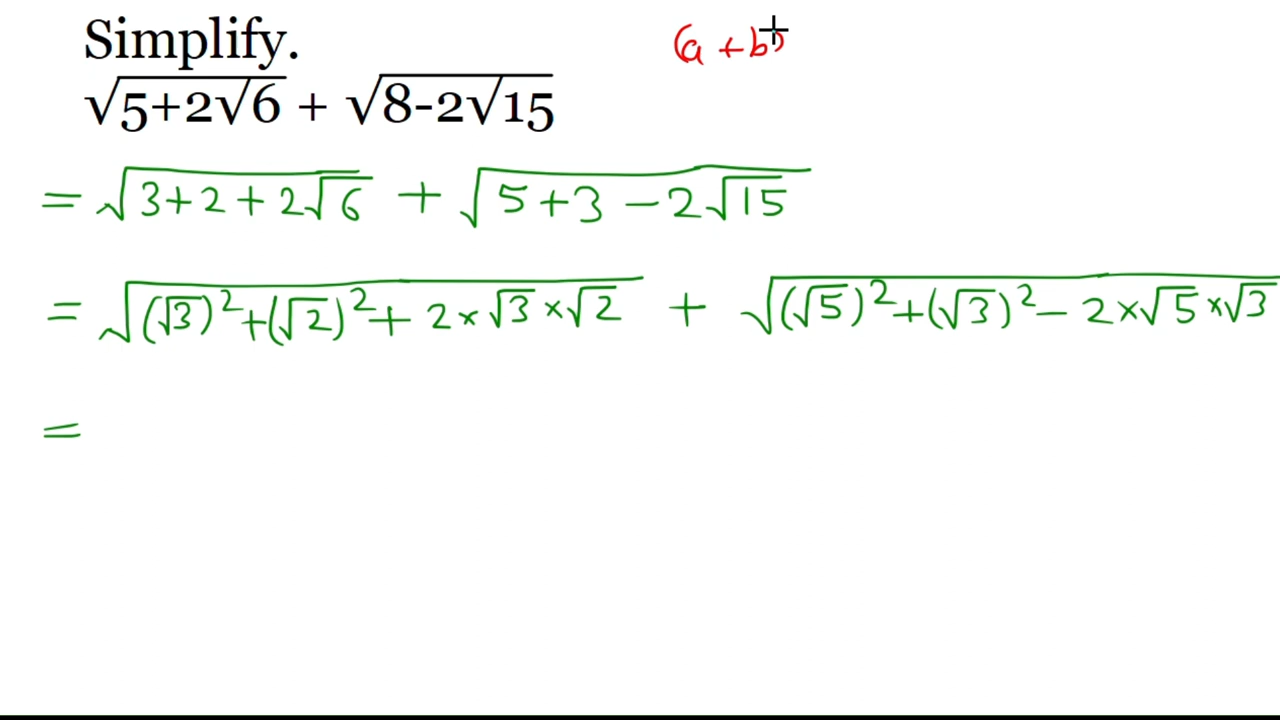 Simplify.
(a + b)
√5+2√6 + √8-2√15
= √3+2+2√6 + √5+3-2√15
= √(√3)²+(√2)²+2×√3×√2 + √(√5)²+(√3)²-2×√5×√3
=